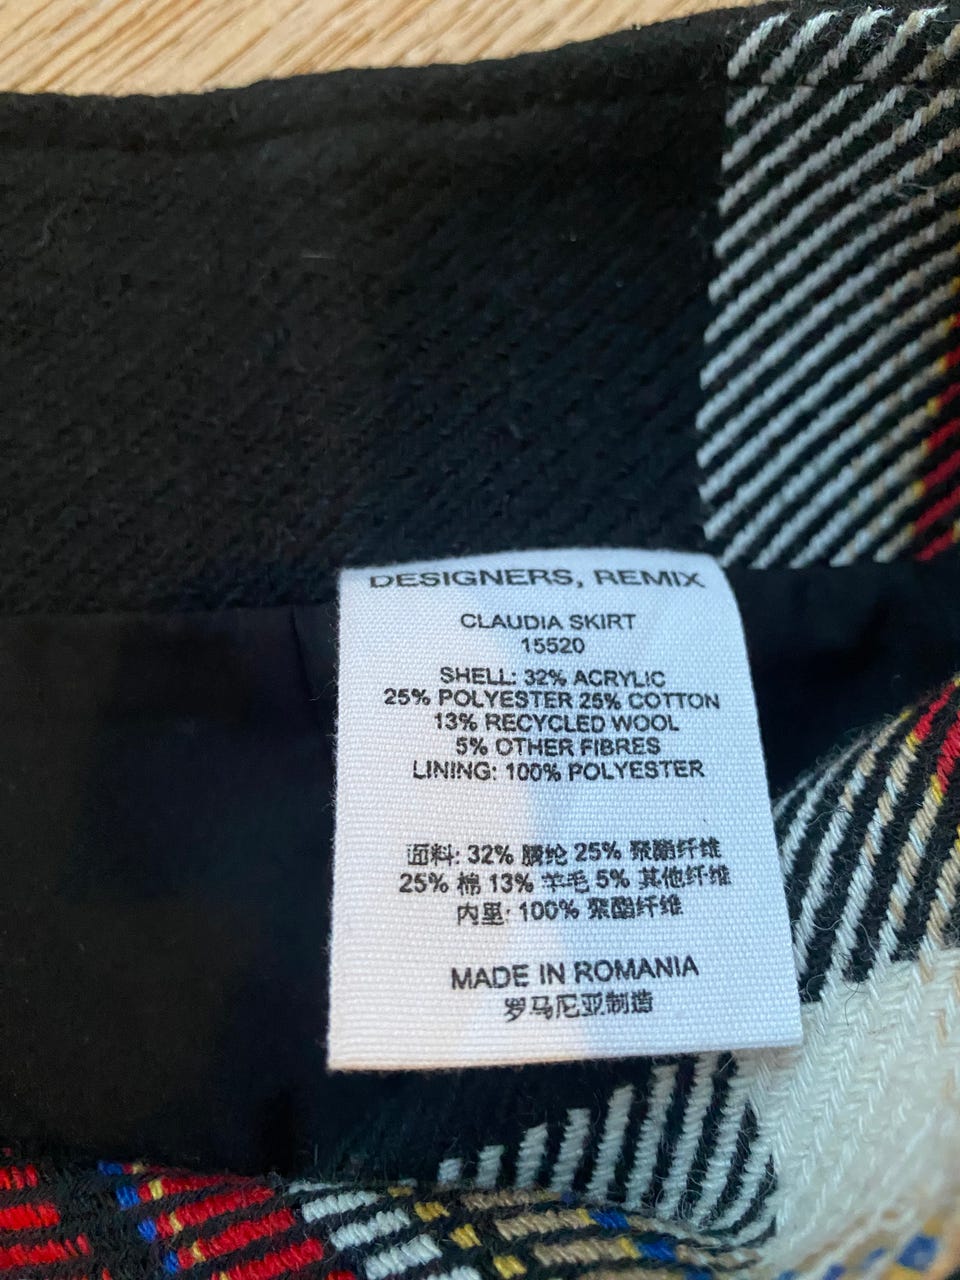 DESIGNERS, REMIX
CLAUDIA SKIRT
15520
SHELL: 32% ACRYLIC
25% POLYESTER 25% COTTON
13% RECYCLED WOOL
5% OTHER FIBRES
LINING: 100% POLYESTER
面料: 32% 腈纶 25% 聚酯纤维
25% 棉 13% 羊毛 5% 其他纤维
内里: 100% 聚酯纤维
MADE IN ROMANIA
罗马尼亚制造